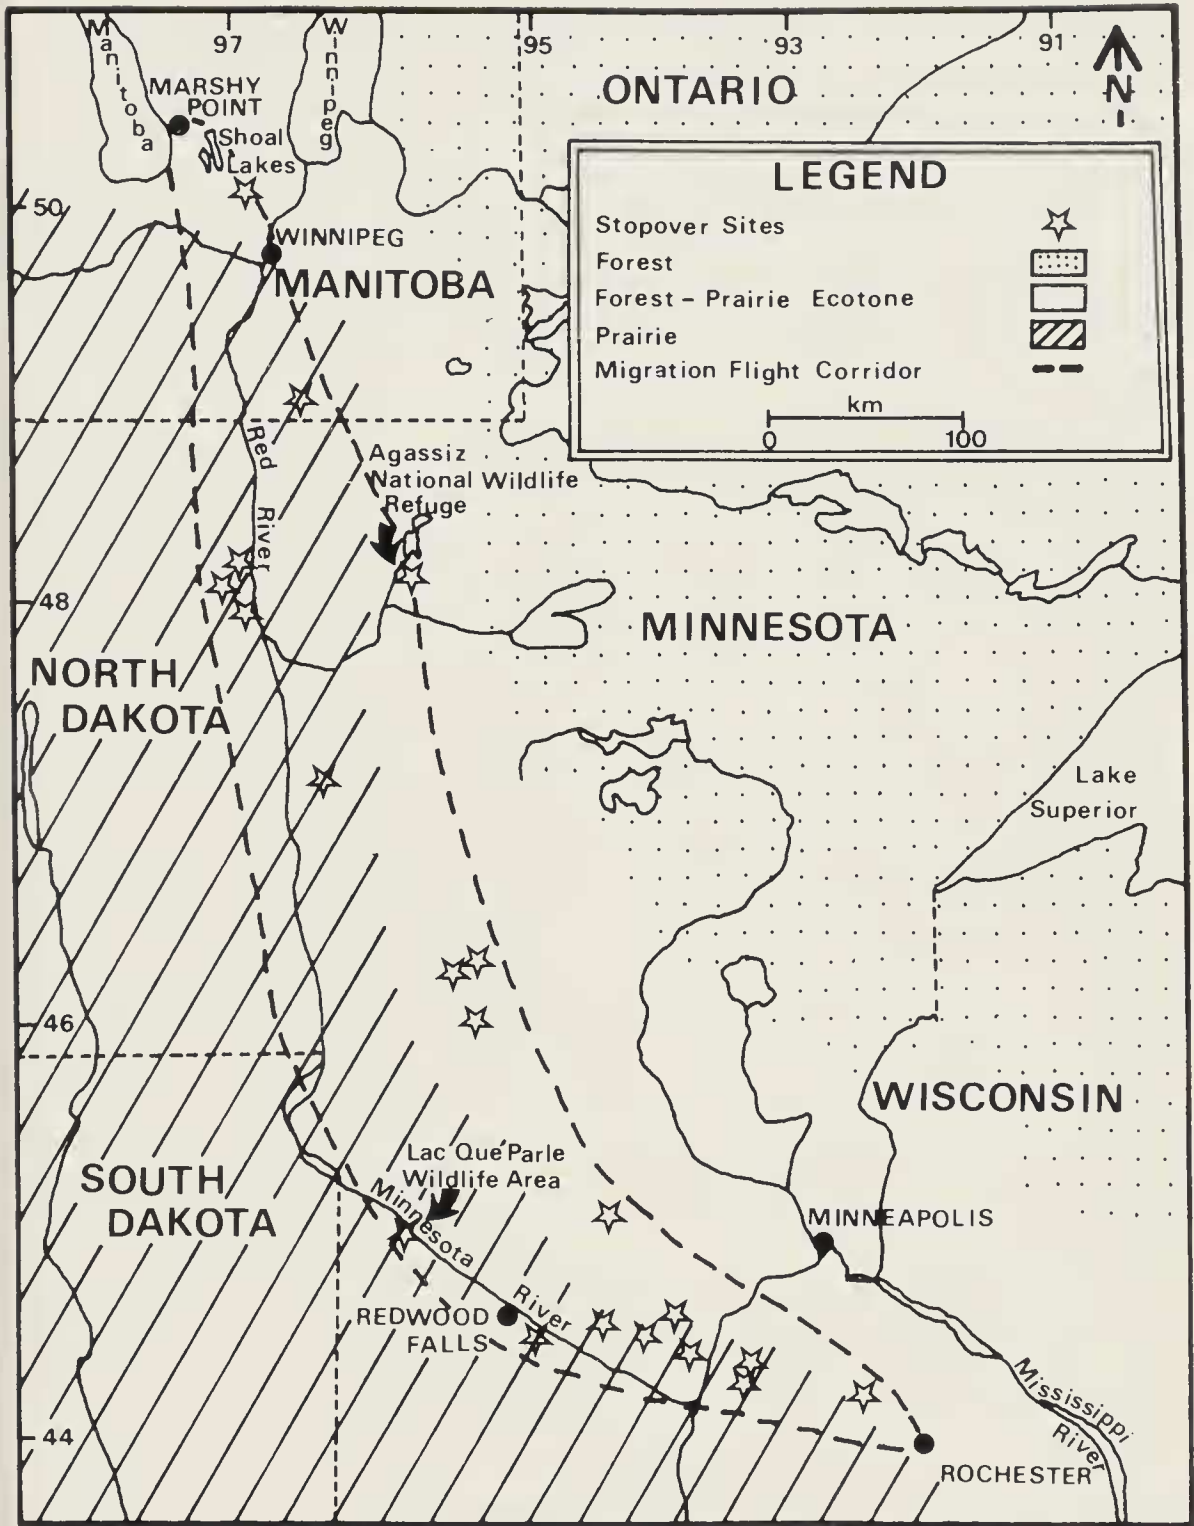 97
95
93
91
Manitoba
Winnipeg
MARSHY
POINT
Shoal
Lakes
ONTARIO
N
50
WINNIPEG
MANITOBA
LEGEND
Stopover Sites
Forest
Forest - Prairie Ecotone
Prairie
Migration Flight Corridor
km
0 100
Red River
Agassiz
National Wildlife
Refuge
48
MINNESOTA
NORTH
DAKOTA
Lake
Superior
46
WISCONSIN
Lac Que Parle
Wildlife Area
SOUTH
DAKOTA
Minnesota River
MINNEAPOLIS
REDWOOD
FALLS
Mississippi
River
44
ROCHESTER